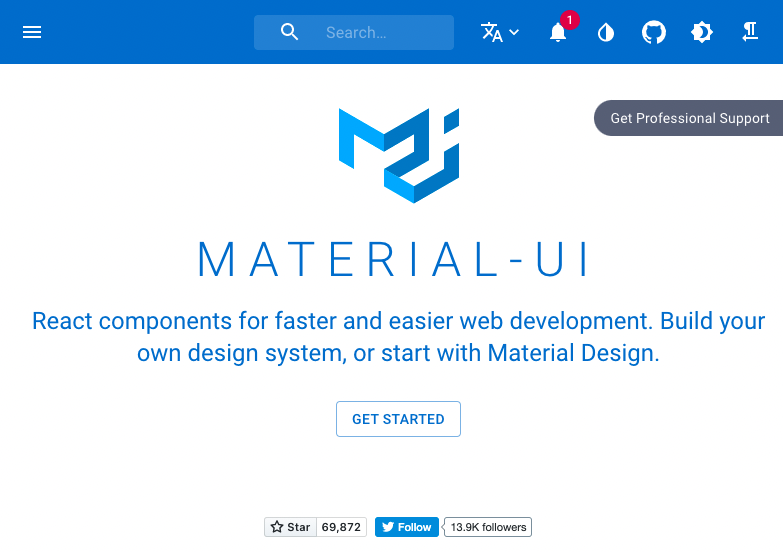 Search…
1
Get Professional Support
MATERIAL-UI
React components for faster and easier web development. Build your
own design system, or start with Material Design.
GET STARTED
Star 69,872 Follow 13.9K followers